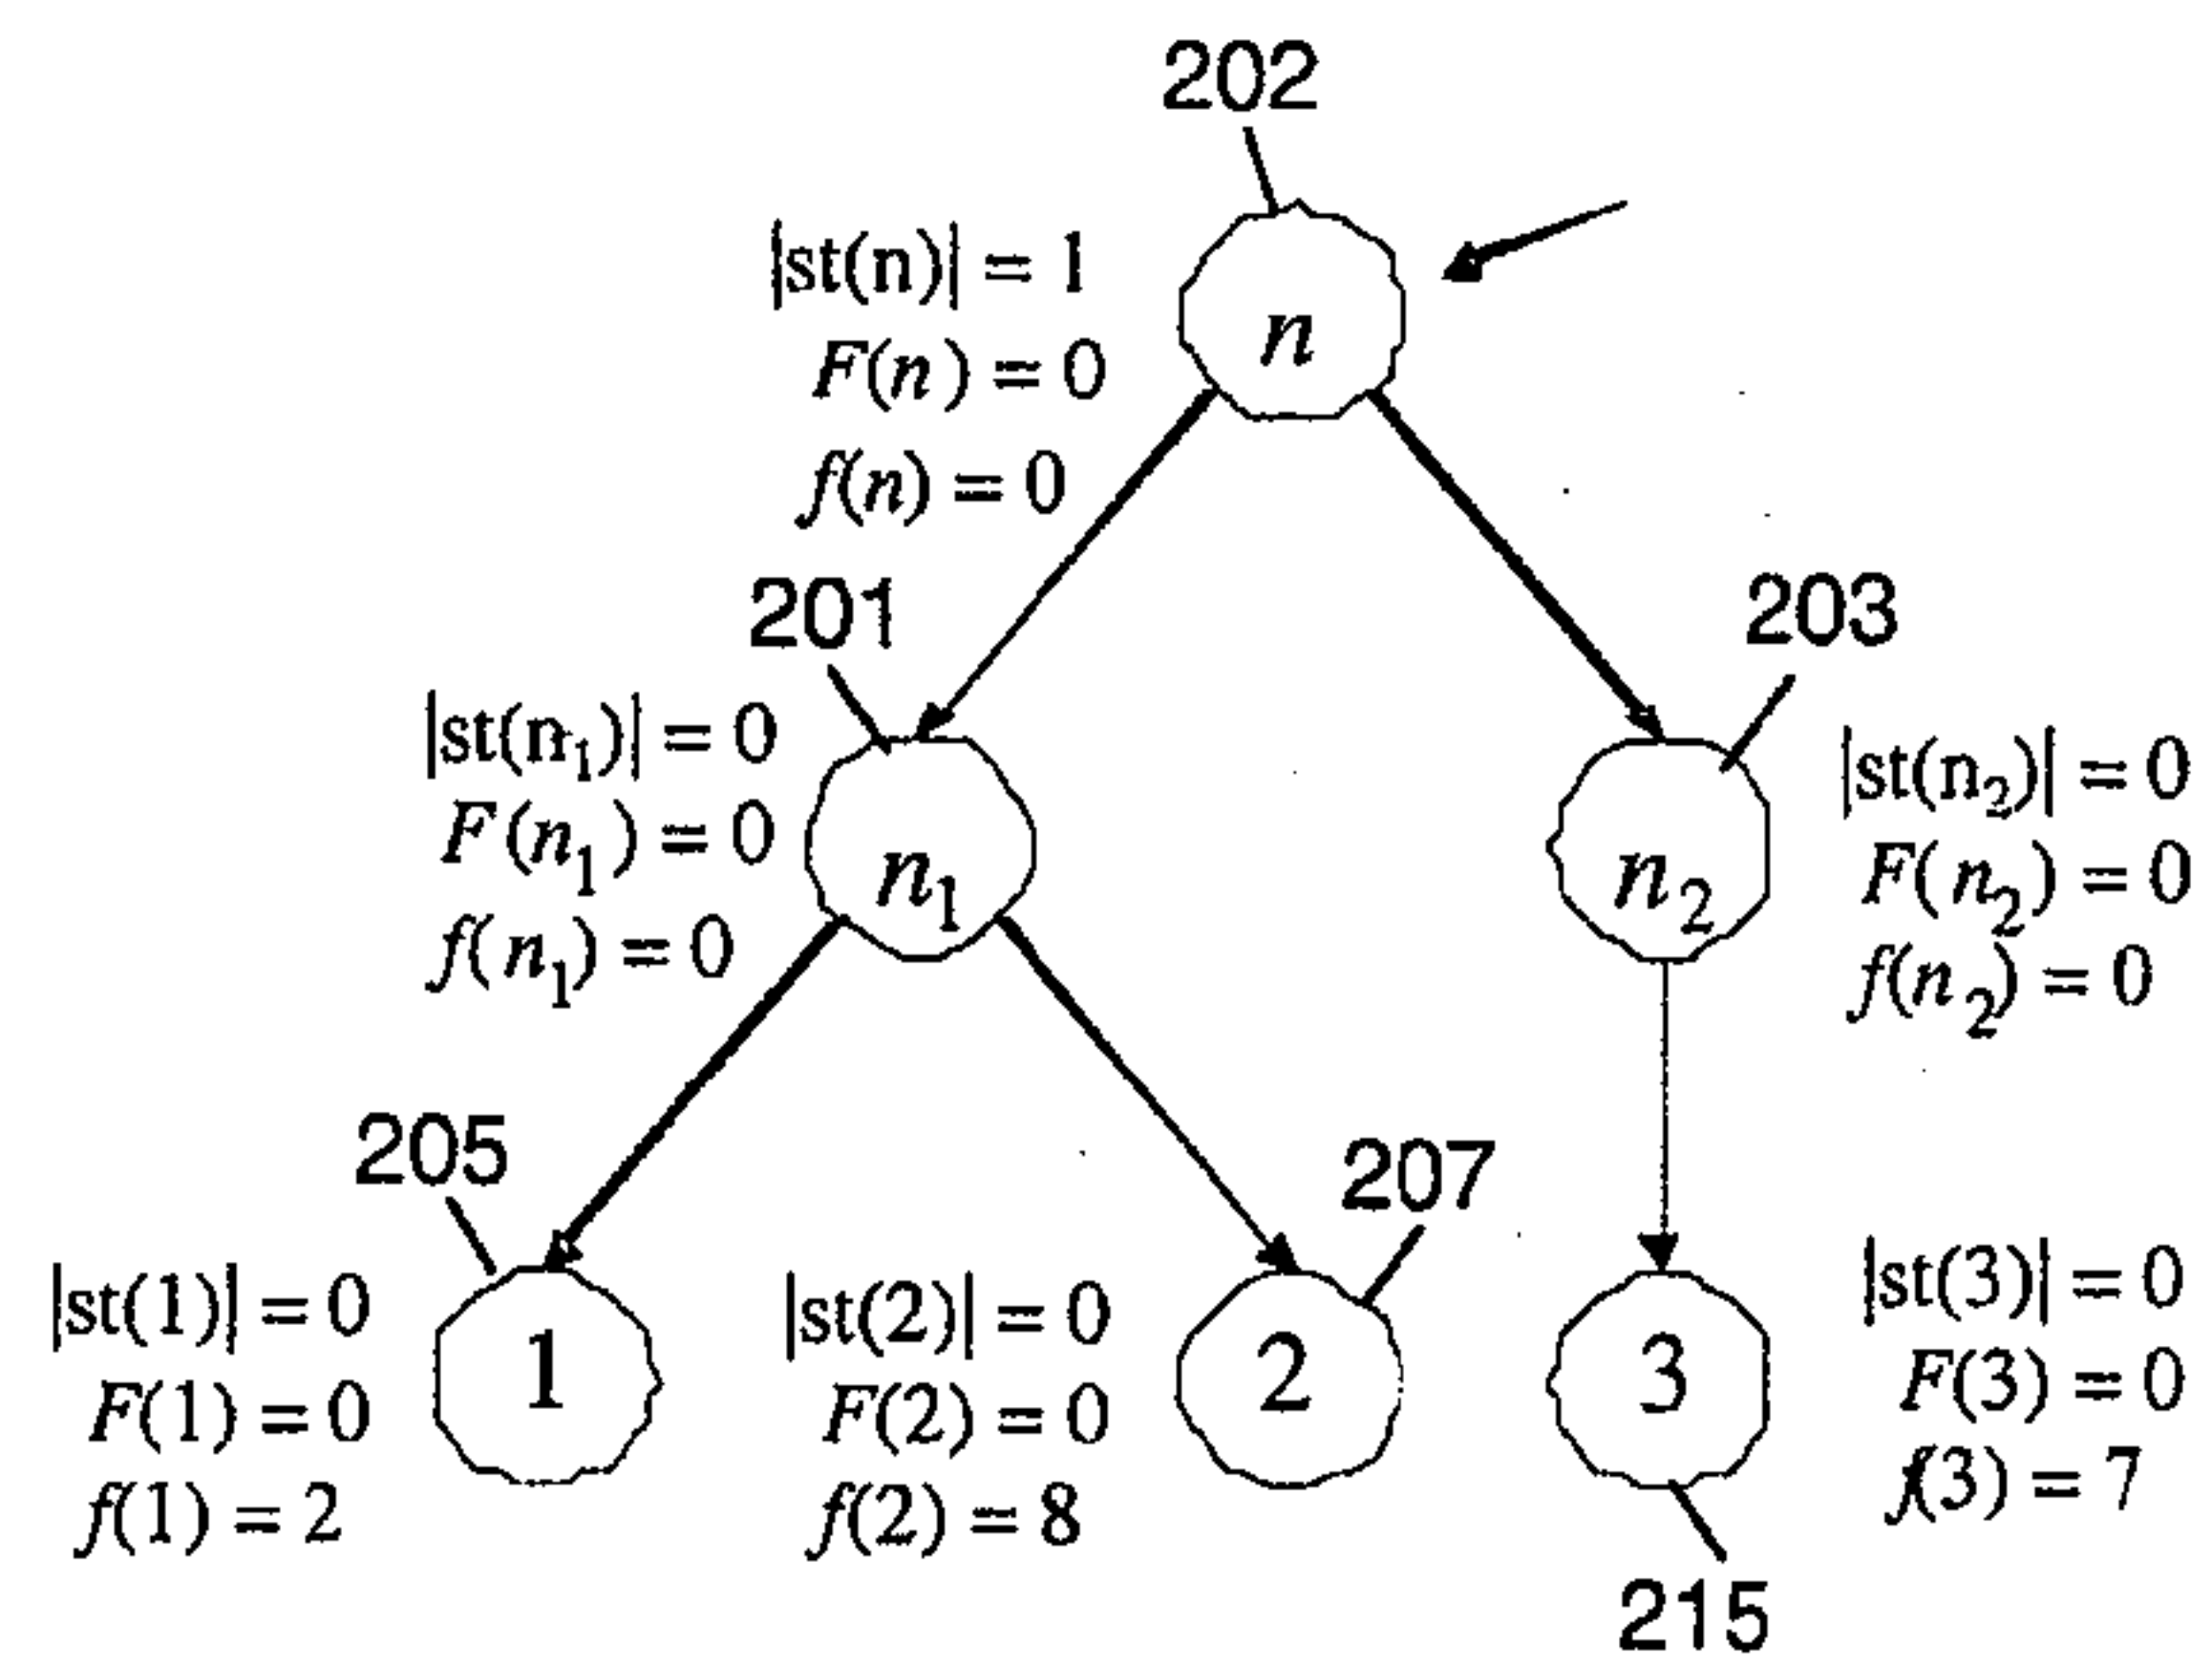 202
|st(n)| = 1
F(n) = 0
f(n) = 0
n
201
203
|st(n₁)| = 0
F(n₁) = 0
f(n₁) = 0
n₁
n₂
|st(n₂)| = 0
F(n₂) = 0
f(n₂) = 0
205
207
|st(1)| = 0
F(1) = 0
f(1) = 2
1
|st(2)| = 0
F(2) = 0
f(2) = 8
2
3
|st(3)| = 0
F(3) = 0
f(3) = 7
215